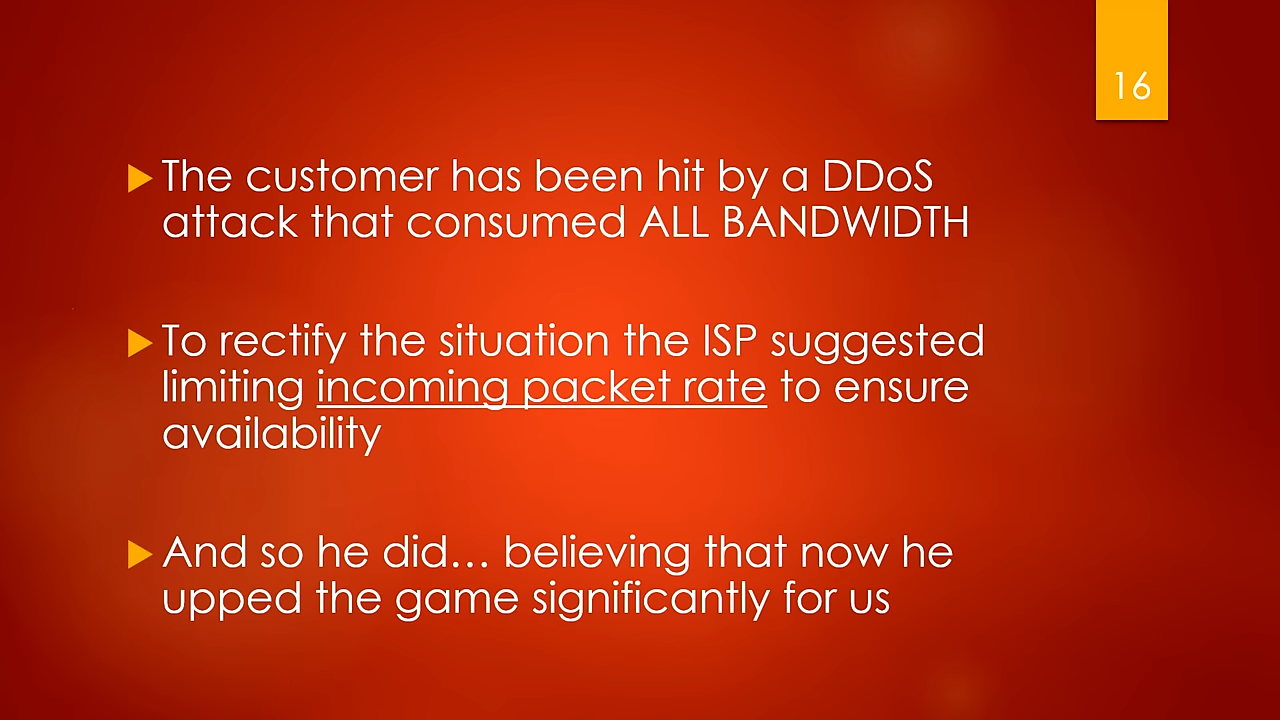 16
The customer has been hit by a DDoS
attack that consumed ALL BANDWIDTH
To rectify the situation the ISP suggested
limiting incoming packet rate to ensure
availability
And so he did... believing that now he
upped the game significantly for us